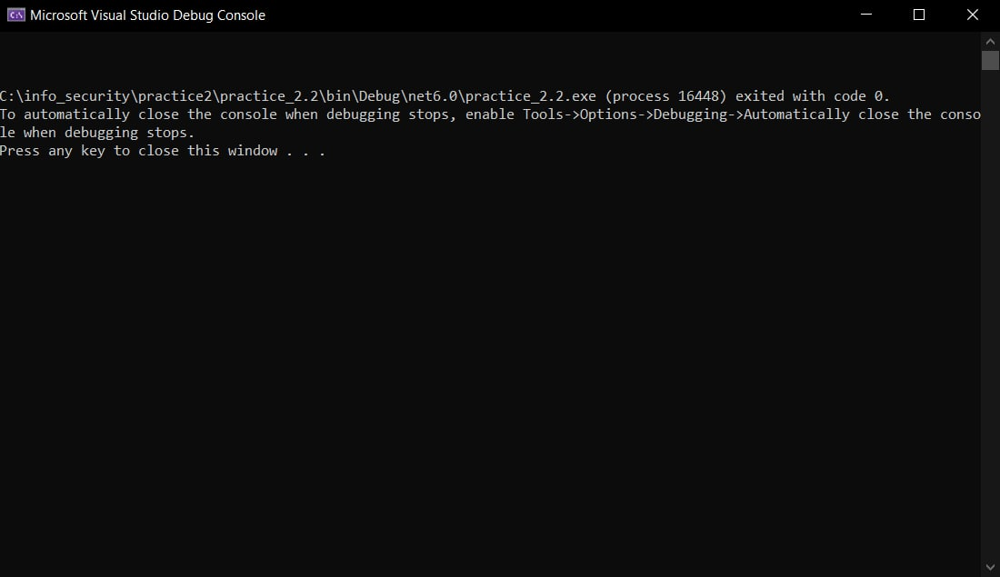 Microsoft Visual Studio Debug Console
C:\info_security\practice2\practice_2.2\bin\Debug\net6.0\practice_2.2.exe (process 16448) exited with code 0.
To automatically close the console when debugging stops, enable Tools->Options->Debugging->Automatically close the conso
le when debugging stops.
Press any key to close this window . . .